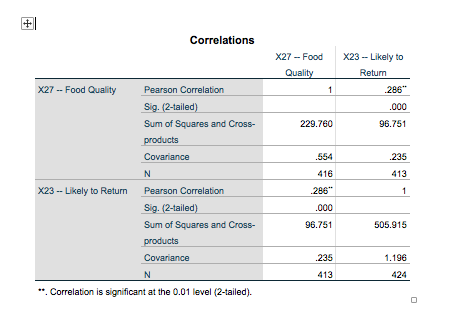 Correlations
X27 -- Food Quality X23 -- Likely to Return
X27 -- Food Quality Pearson Correlation 1 .286**
Sig. (2-tailed) .000
Sum of Squares and Cross-products 229.760 96.751
Covariance .554 .235
N 416 413
X23 -- Likely to Return Pearson Correlation .286** 1
Sig. (2-tailed) .000
Sum of Squares and Cross-products 96.751 505.915
Covariance .235 1.196
N 413 424
**. Correlation is significant at the 0.01 level (2-tailed).